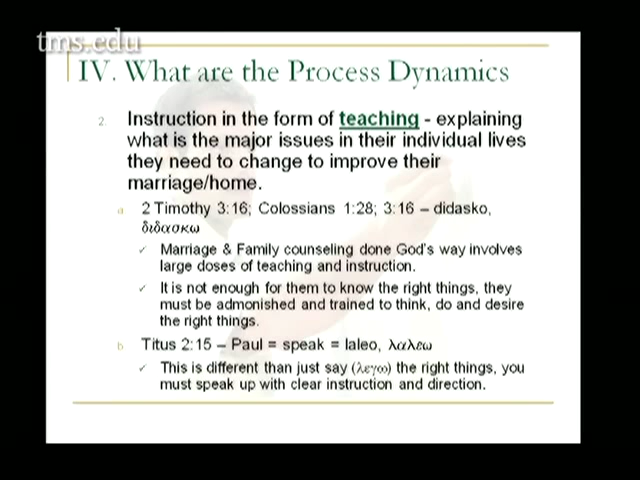 tms.edu
IV. What are the Process Dynamics
2. Instruction in the form of teaching - explaining
what is the major issues in their individual lives
they need to change to improve their
marriage/home.
a 2 Timothy 3:16; Colossians 1:28; 3:16 – didasko,
διδασκω
✓ Marriage & Family counseling done God's way involves
large doses of teaching and instruction.
✓ It is not enough for them to know the right things, they
must be admonished and trained to think, do and desire
the right things.
b Titus 2:15 – Paul = speak = laleo, λαλεω
✓ This is different than just say (λεγω) the right things, you
must speak up with clear instruction and direction.